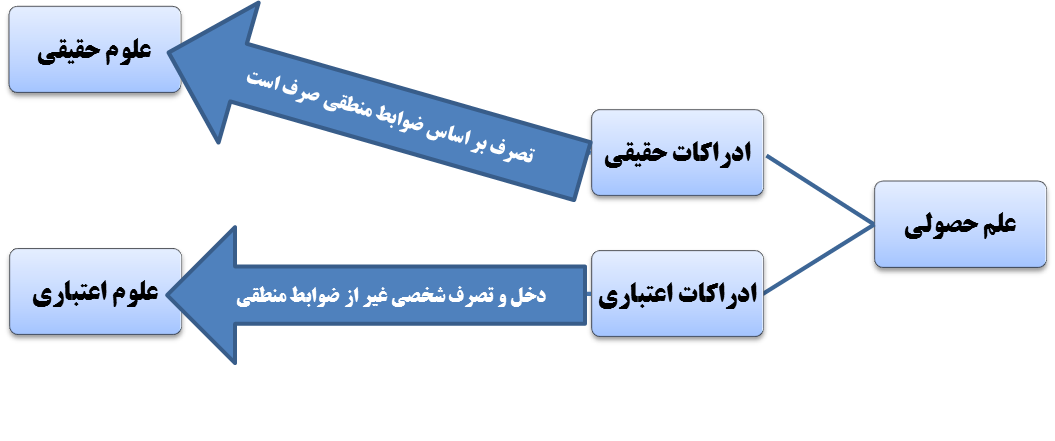 علم حصولی
ادراکات حقیقی
تصرف بر اساس ضوابط منطقی صرف است
علوم حقیقی
ادراکات اعتباری
دخل و تصرف شخصی غیر از ضوابط منطقی
علوم اعتباری